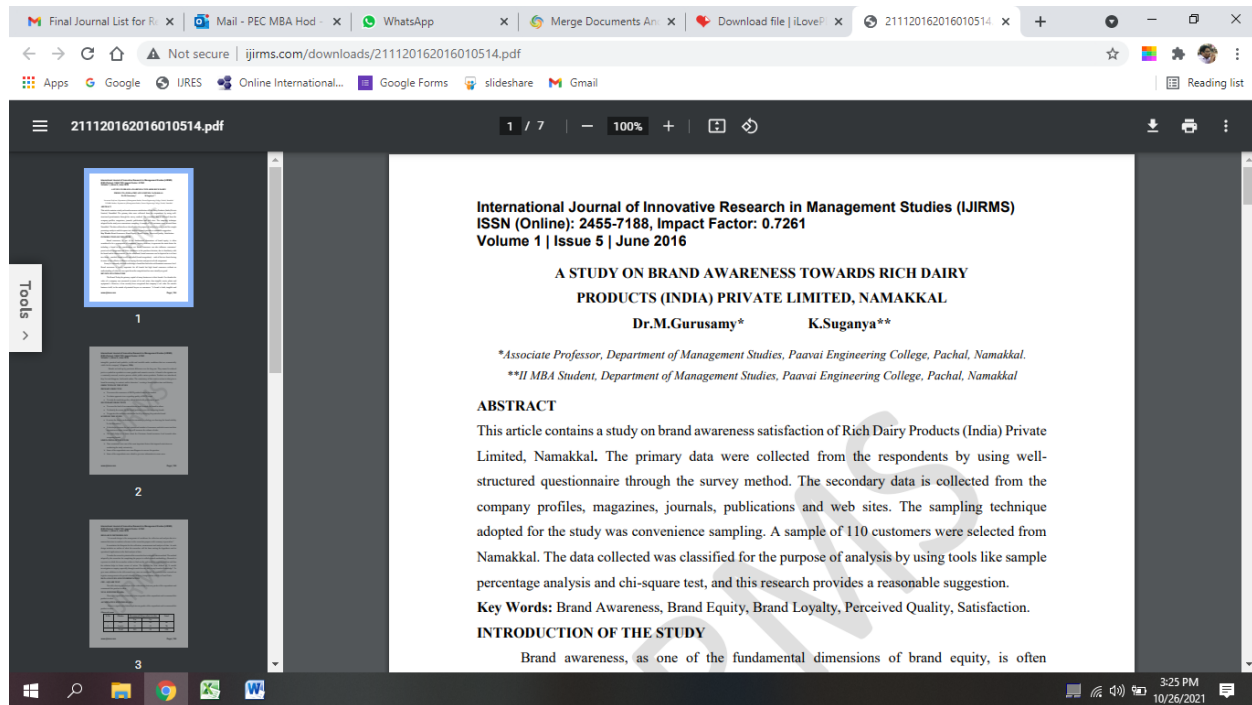 Final Journal List for Re
Mail - PEC MBA Hod -
WhatsApp
Merge Documents An
Download file | iLoveP
211120162016010514
Not secure | ijirms.com/downloads/211120162016010514.pdf
Apps Google IJRES Online International... Google Forms slideshare Gmail Reading list
211120162016010514.pdf 1 / 7 100%
Tools
1
2
3
International Journal of Innovative Research in Management Studies (IJIRMS)
ISSN (Online): 2455-7188, Impact Factor: 0.7261
Volume 1 | Issue 5 | June 2016
A STUDY ON BRAND AWARENESS TOWARDS RICH DAIRY
PRODUCTS (INDIA) PRIVATE LIMITED, NAMAKKAL
Dr.M.Gurusamy* K.Suganya**
*Associate Professor, Department of Management Studies, Paavai Engineering College, Pachal, Namakkal.
**II MBA Student, Department of Management Studies, Paavai Engineering College, Pachal, Namakkal
ABSTRACT
This article contains a study on brand awareness satisfaction of Rich Dairy Products (India) Private
Limited, Namakkal. The primary data were collected from the respondents by using well-
structured questionnaire through the survey method. The secondary data is collected from the
company profiles, magazines, journals, publications and web sites. The sampling technique
adopted for the study was convenience sampling. A sample of 110 customers were selected from
Namakkal. The data collected was classified for the purpose of analysis by using tools like sample
percentage analysis and chi-square test, and this research provides a reasonable suggestion.
Key Words: Brand Awareness, Brand Equity, Brand Loyalty, Perceived Quality, Satisfaction.
INTRODUCTION OF THE STUDY
Brand awareness, as one of the fundamental dimensions of brand equity, is often
3:25 PM
10/26/2021